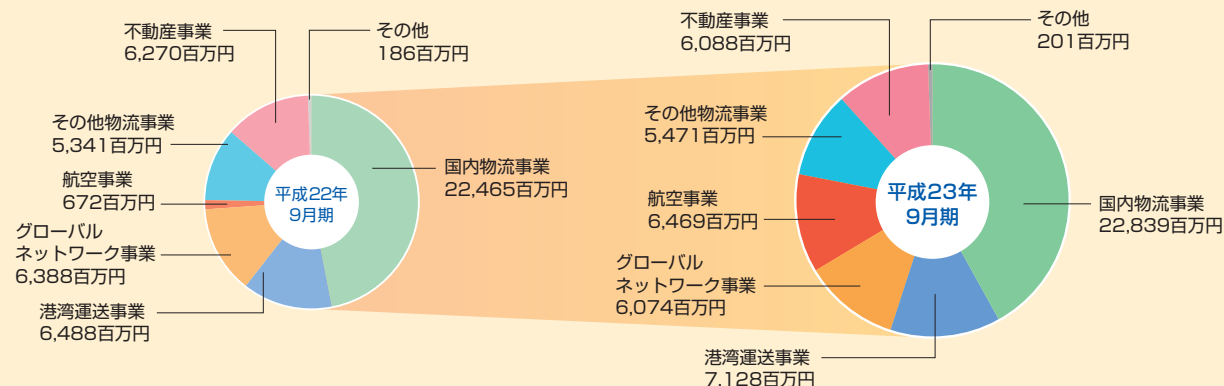 不動産事業
6,270百万円
その他
186百万円
その他物流事業
5,341百万円
航空事業
672百万円
グローバル
ネットワーク事業
6,388百万円
港湾運送事業
6,488百万円
国内物流事業
22,465百万円
平成22年
9月期
不動産事業
6,088百万円
その他
201百万円
その他物流事業
5,471百万円
航空事業
6,469百万円
グローバル
ネットワーク事業
6,074百万円
港湾運送事業
7,128百万円
国内物流事業
22,839百万円
平成23年
9月期